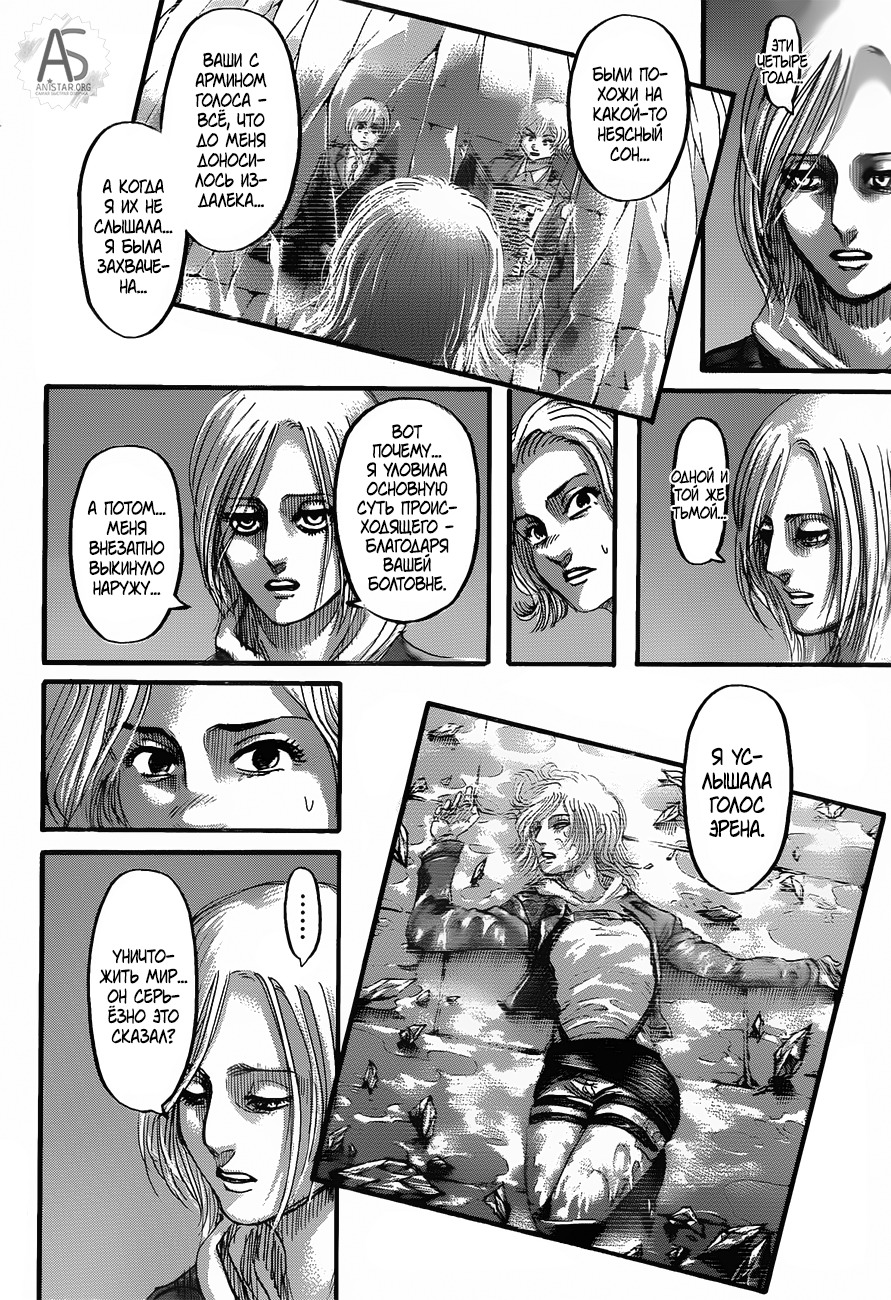 ЭТИ
ЧЕТЫРЕ
ГОДА...
БЫЛИ ПО-
ХОЖИ НА
КАКОЙ-ТО
НЕЯСНЫЙ
СОН...
ВАШИ С
АРМИНОМ
ГОЛОСА -
ВСЁ, ЧТО
ДО МЕНЯ
ДОНОСИ-
ЛОСЬ ИЗ-
ДАЛЕКА...
А КОГДА
Я ИХ НЕ
СЛЫШАЛА...
Я БЫЛА
ЗАХВАЧЕ-
НА...
AS
ANISTAR.ORG
ОДНОЙ И
ТОЙ ЖЕ
ТЬМОЙ...
ВОТ
ПОЧЕМУ...
Я УЛОВИЛА
ОСНОВНУЮ
СУТЬ ПРОИС-
ХОДЯЩЕГО -
БЛАГОДАРЯ
ВАШЕЙ
БОЛТОВНЕ.
А ПОТОМ...
МЕНЯ
ВНЕЗАПНО
ВЫКИНУЛО
НАРУЖУ...
Я УС-
ЛЫШАЛА
ГОЛОС
ЭРЕНА.
......
УНИЧТО-
ЖИТЬ МИР...
ОН СЕРЬ-
ЁЗНО ЭТО
СКАЗАЛ?